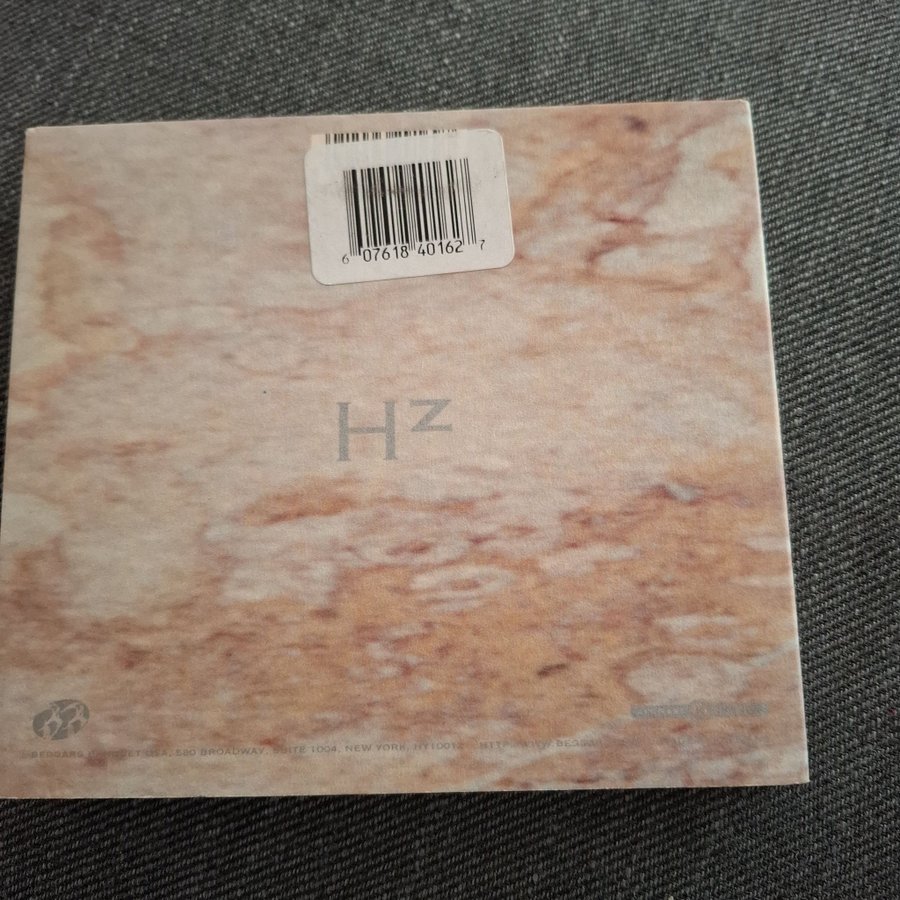 6 07618 40162 7
Hz
BEGGARS BANQUET USA, 580 BROADWAY, SUITE 1004, NEW YORK, NY10012